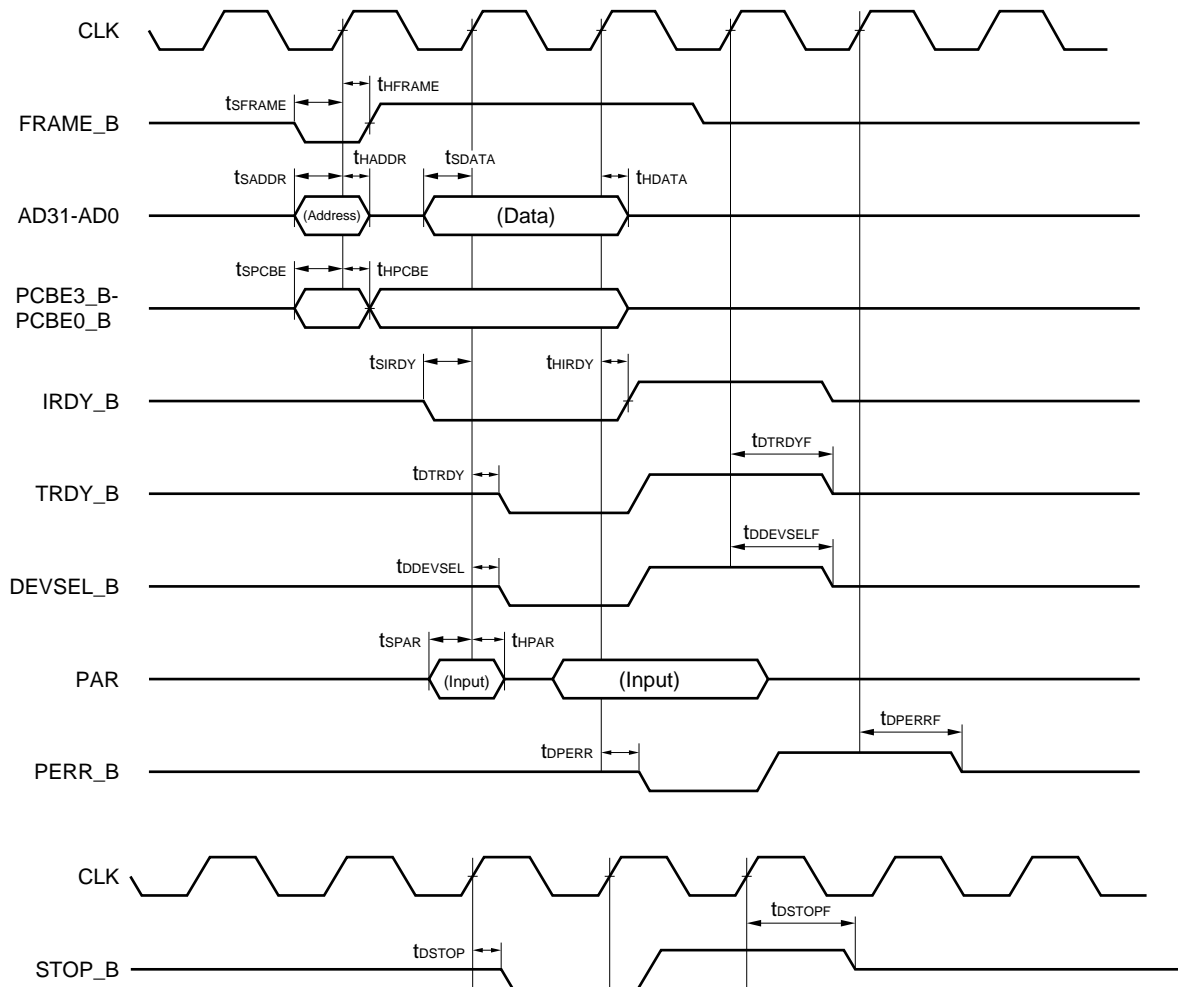 CLK
tHFRAME
tSFRAME
FRAME_B
tHADDR
tSDATA
tSADDR
tHDATA
AD31-AD0
(Address)
(Data)
tSPCBE
tHPCBE
PCBE3_B-
PCBE0_B
tSIRDY
tHIRDY
IRDY_B
tDTRDYF
tDTRDY
TRDY_B
tDDEVSELF
tDDEVSEL
DEVSEL_B
tSPAR
tHPAR
PAR
(Input)
(Input)
tDPERRF
tDPERR
PERR_B
CLK
tDSTOPF
tDSTOP
STOP_B